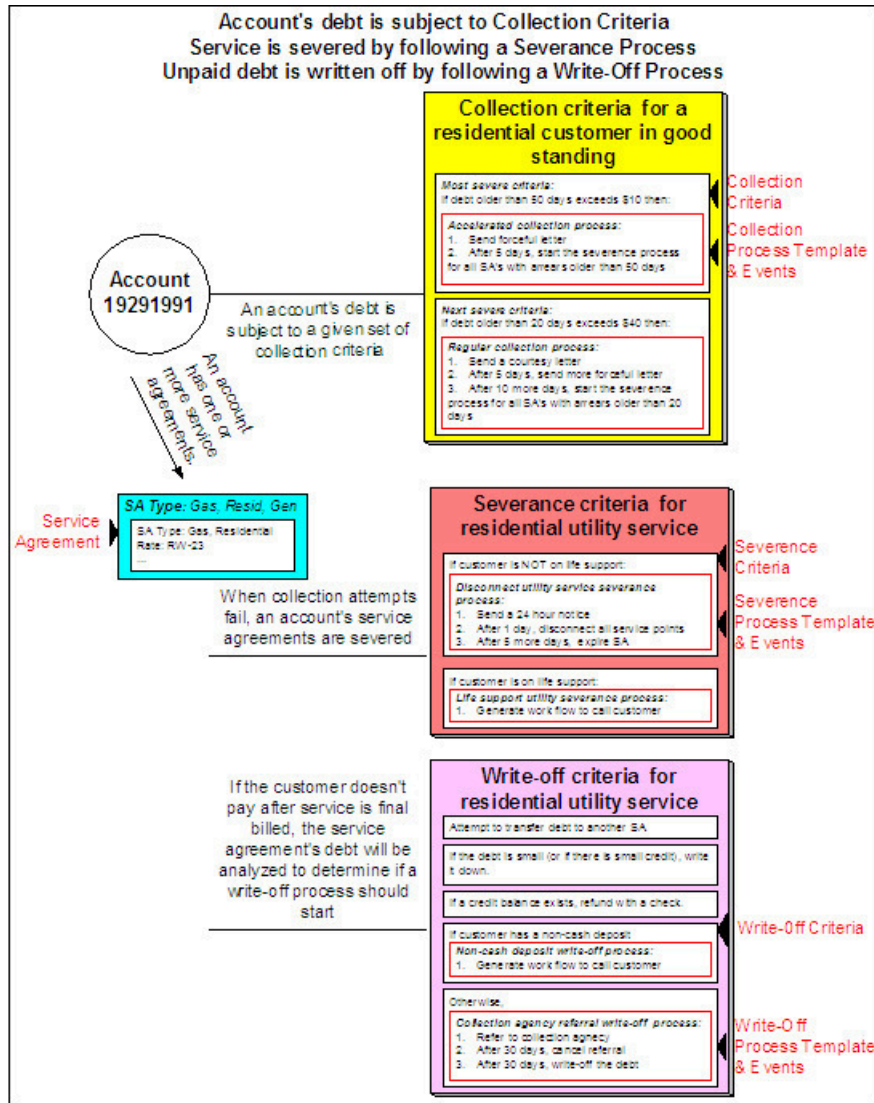 Account's debt is subject to Collection Criteria
Service is severed by following a Severance Process
Unpaid debt is written off by following a Write-Off Process
Collection criteria for a
residential customer in good
standing
Most severe criteria:
If debt older than 50 days exceeds $10 then:
Accelerated collection process:
1. Send forceful letter
2. After 5 days, start the severence process
for all SA's with arrears older than 50 days
Collection
Criteria
Collection
Process Template
& Events
Account
19291991
An account's debt is
subject to a given set of
collection criteria
Next severe criteria:
If debt older than 20 days exceeds $40 then:
Regular collection process:
1. Send a courtesy letter
2. After 5 days, send more forceful letter
3. After 10 more days, start the severence
process for all SA's with arrears older than 20
days
An account
has one or
more service
agreements.
Service
Agreement
SA Type: Gas, Resid, Gen
SA Type: Gas, Residential
Rate: RW-23
...
When collection attempts
fail, an account's service
agreements are severed
Severance criteria for
residential utility service
If customer is NOT on life support:
Disconnect utility service severance
process:
1. Send a 24 hour notice
2. After 1 day, disconnect all service points
3. After 5 more days, expire SA
If customer is on life support:
Life support utility severance process:
1. Generate work flow to call customer
Severence
Criteria
Severence
Process Template
& Events
If the customer doesn't
pay after service is final
billed, the service
agreement's debt will be
analyzed to determine if a
write-off process should
start
Write-off criteria for
residential utility service
Attempt to transfer debt to another SA
If the debt is small (or if there is small credit), write
it down.
If a credit balance exists, refund with a check.
If customer has a non-cash deposit
Non-cash deposit write-off process:
1. Generate work flow to call customer
Otherwise,
Collection agency referral write-off process:
1. Refer to collection agnecy
2. After 30 days, cancel referral
3. After 30 days, write-off the debt
Write-Off Criteria
Write-Off
Process Template
& Events